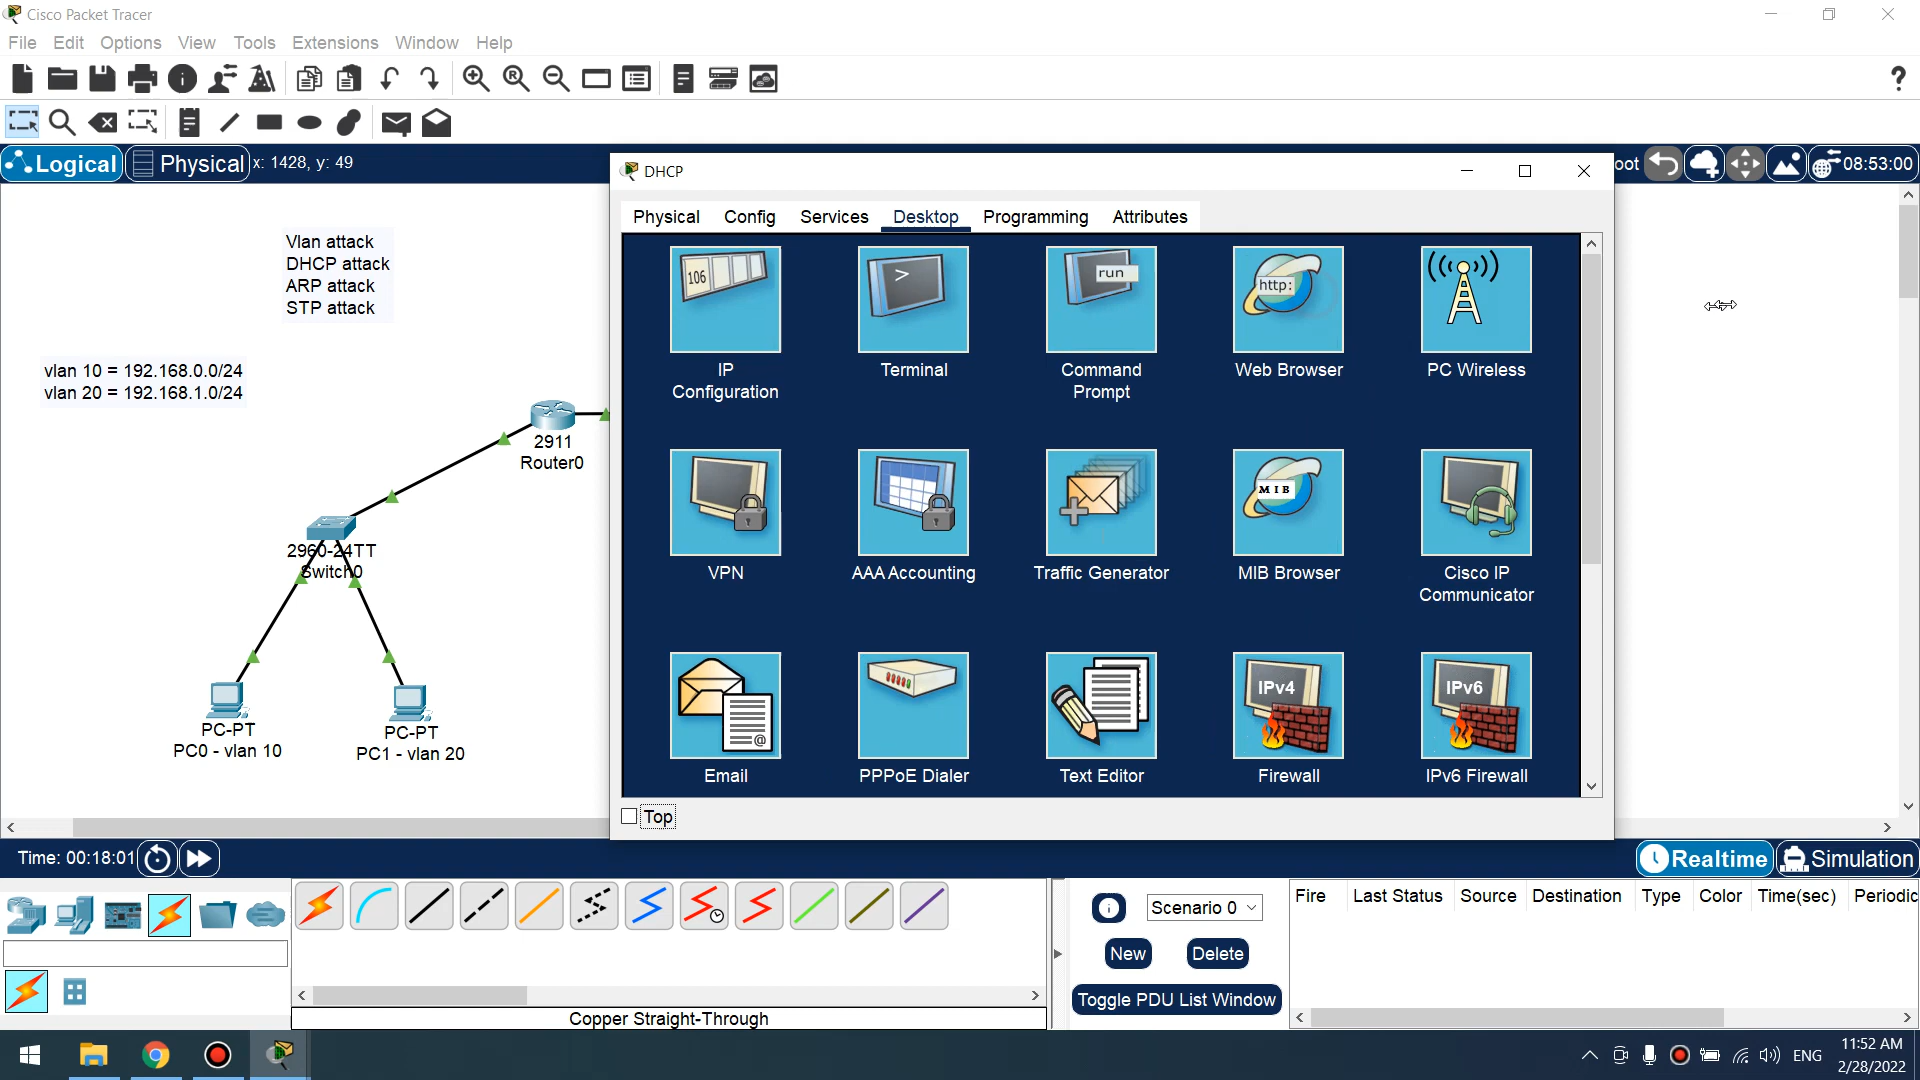 Cisco Packet Tracer
File Edit Options View Tools Extensions Window Help
Logical Physical x: 1428, y: 49
oot 08:53:00
DHCP
Physical Config Services Desktop Programming Attributes
Vlan attack
DHCP attack
ARP attack
STP attack
vlan 10 = 192.168.0.0/24
vlan 20 = 192.168.1.0/24
2911
Router0
2960-24TT
Switch0
PC-PT
PC0 - vlan 10
PC-PT
PC1 - vlan 20
106
>
run
http:
IP
Configuration
Terminal
Command
Prompt
Web Browser
PC Wireless
MIB
VPN
AAA Accounting
Traffic Generator
MIB Browser
Cisco IP
Communicator
@
IPv4
IPv6
Email
PPPoE Dialer
Text Editor
Firewall
IPv6 Firewall
Top
Time: 00:18:01
Realtime Simulation
Scenario 0
New Delete
Toggle PDU List Window
Fire Last Status Source Destination Type Color Time(sec) Periodic
Copper Straight-Through
ENG
11:52 AM
2/28/2022